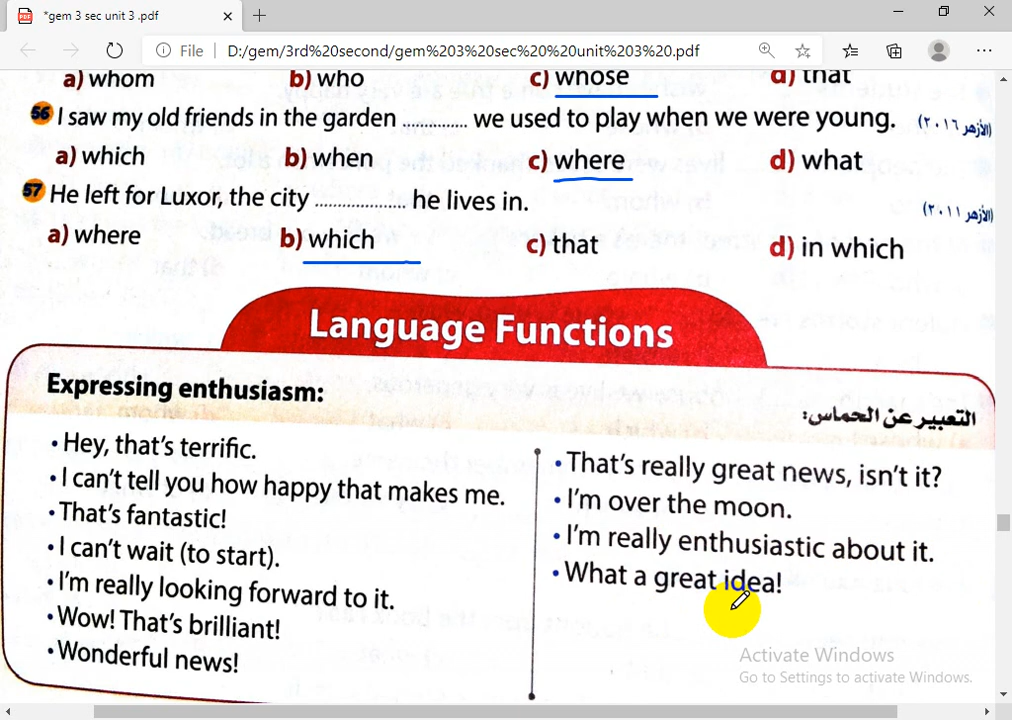 *gem 3 sec unit 3 .pdf
File D:/gem/3rd%20second/gem%203%20sec%20%20unit%203%20.pdf
a) whom b) who c) whose d) that
56 I saw my old friends in the garden ............ we used to play when we were young. (الأزهر ٢٠١٦)
a) which b) when c) where d) what
57 He left for Luxor, the city ................. he lives in. (الأزهر ٢٠١١)
a) where b) which c) that d) in which
Language Functions
Expressing enthusiasm: التعبير عن الحماس:
• Hey, that's terrific.
• I can't tell you how happy that makes me.
• That's fantastic!
• I can't wait (to start).
• I'm really looking forward to it.
• Wow! That's brilliant!
• Wonderful news!
• That's really great news, isn't it?
• I'm over the moon.
• I'm really enthusiastic about it.
• What a great idea!
Activate Windows
Go to Settings to activate Windows.